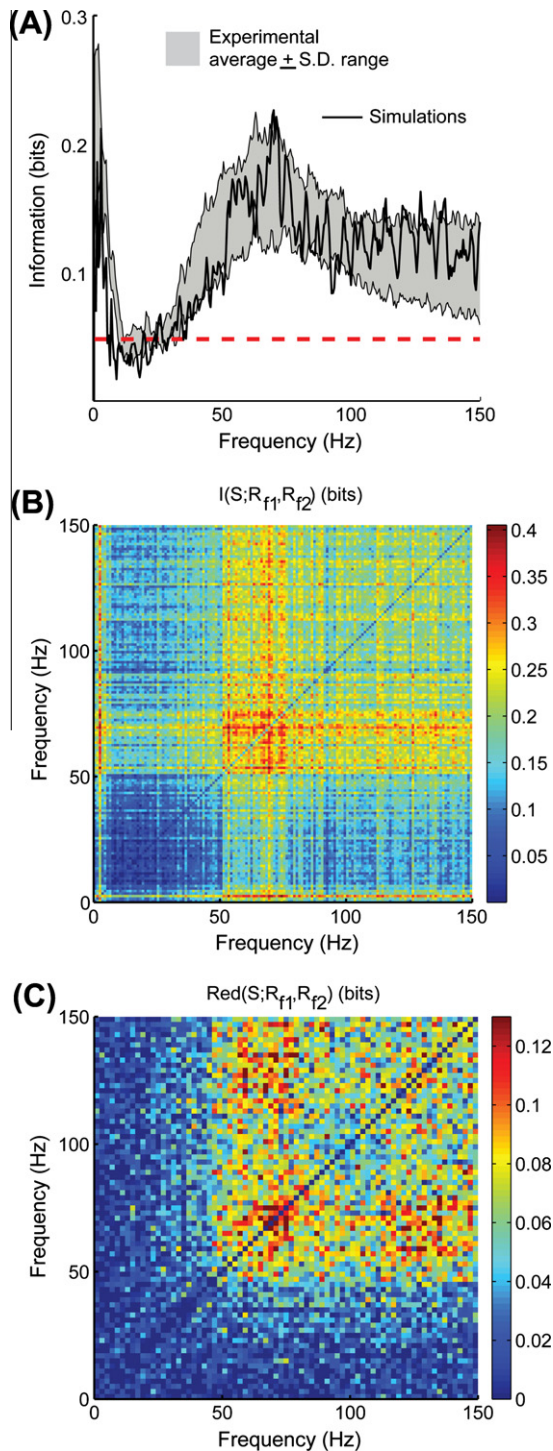 (A)
0.3
Experimental
average ± S.D. range
Simulations
0.2
Information (bits)
0.1
0
50
100
150
Frequency (Hz)
(B)
I(S;Rf1,Rf2) (bits)
150
100
50
0
Frequency (Hz)
0.4
0.35
0.3
0.25
0.2
0.15
0.1
0.05
0
50
100
150
Frequency (Hz)
(C)
Red(S;Rf1,Rf2) (bits)
150
100
50
0
Frequency (Hz)
0.12
0.1
0.08
0.06
0.04
0.02
0
0
50
100
150
Frequency (Hz)